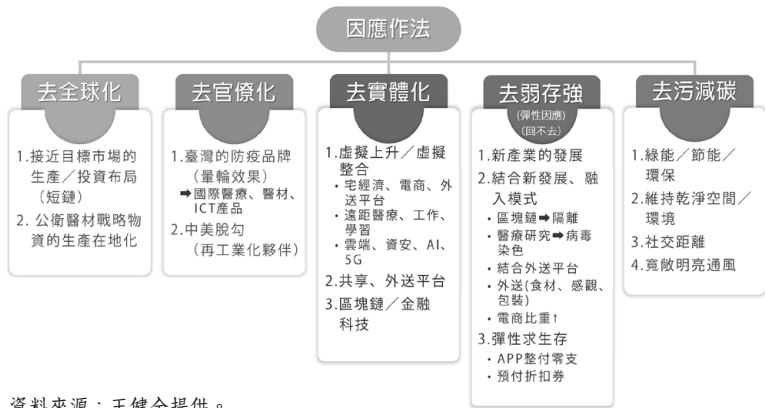 因應作法
去全球化
1.接近目標市場的
生產/投資布局
(短鏈)
2. 公衛醫材戰略物
資的生產在地化
去官僚化
1.臺灣的防疫品牌
(暈輪效果)
➡國際醫療、醫材、
ICT產品
2.中美脫勾
(再工業化夥伴)
去實體化
1.虛擬上升/虛擬
整合
・宅經濟、電商、外
送平台
・遠距醫療、工作、
學習
・雲端、資安、AI、
5G
2.共享、外送平台
3.區塊鏈/金融
科技
去弱存強
(彈性因應)
(回不去)
1.新產業的發展
2.結合新發展、融
入模式
・區塊鏈➡隔離
・醫療研究➡病毒
染色
・結合外送平台
・外送(食材、感觀、
包裝)
・電商比重↑
3.彈性求生存
・APP整付零支
・預付折扣券
去污減碳
1.綠能/節能/
環保
2.維持乾淨空間/
環境
3.社交距離
4.寬敞明亮通風
資料來源：王健全提供。